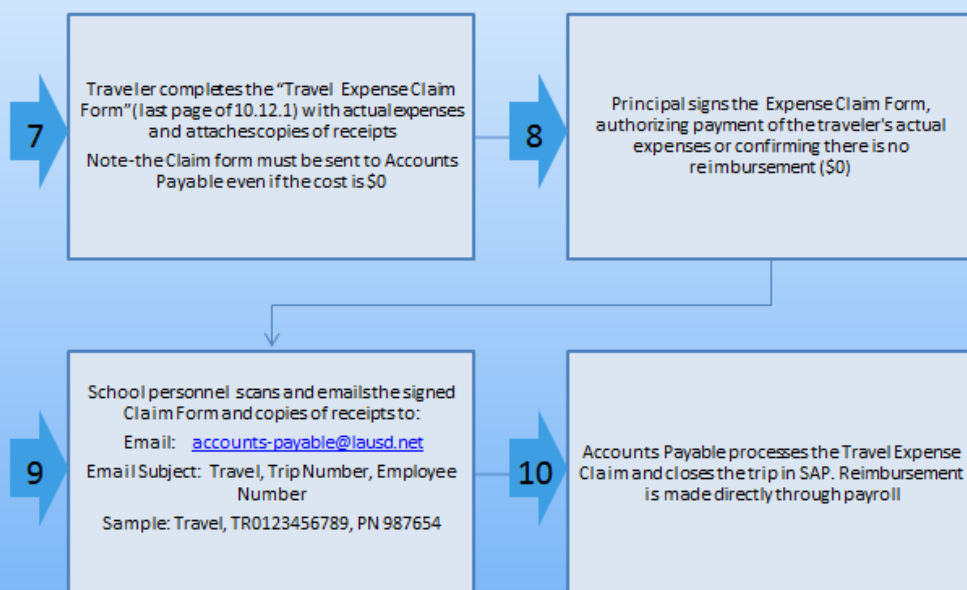 7
Traveler completes the “Travel Expense Claim
Form”(last page of 10.12.1) with actual expenses
and attaches copies of receipts
Note-the Claim form must be sent to Accounts
Payable even if the cost is $0
8
Principal signs the Expense Claim Form,
authorizing payment of the traveler's actual
expenses or confirming there is no
reimbursement ($0)
9
School personnel scans and emails the signed
Claim Form and copies of receipts to:
Email: accounts-payable@lausd.net
Email Subject: Travel, Trip Number, Employee
Number
Sample: Travel, TR0123456789, PN 987654
10
Accounts Payable processes the Travel Expense
Claim and closes the trip in SAP. Reimbursement
is made directly through payroll